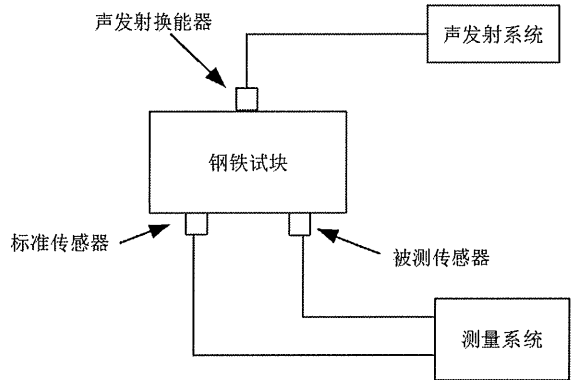 声发射换能器
声发射系统
钢铁试块
标准传感器
被测传感器
测量系统